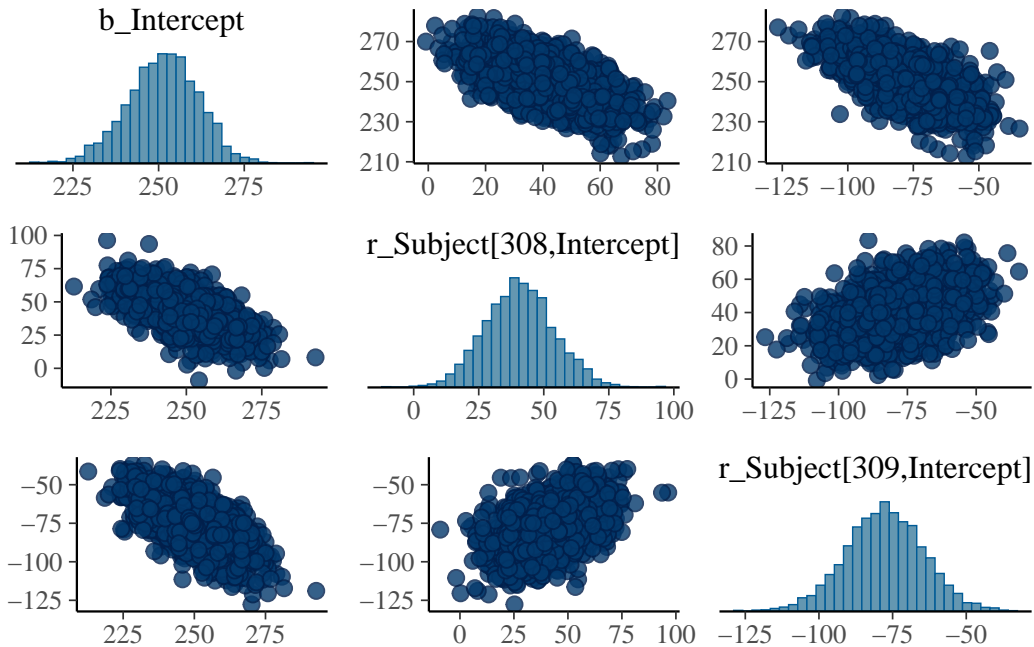 b_Intercept
270
250
230
210
0 20 40 60 80
270
250
230
210
−125 −100 −75 −50
225 250 275
100
75
50
25
0
225 250 275
r_Subject[308,Intercept]
0 25 50 75 100
80
60
40
20
0
−125 −100 −75 −50
−50
−75
−100
−125
225 250 275
−50
−75
−100
−125
0 25 50 75 100
r_Subject[309,Intercept]
−125 −100 −75 −50